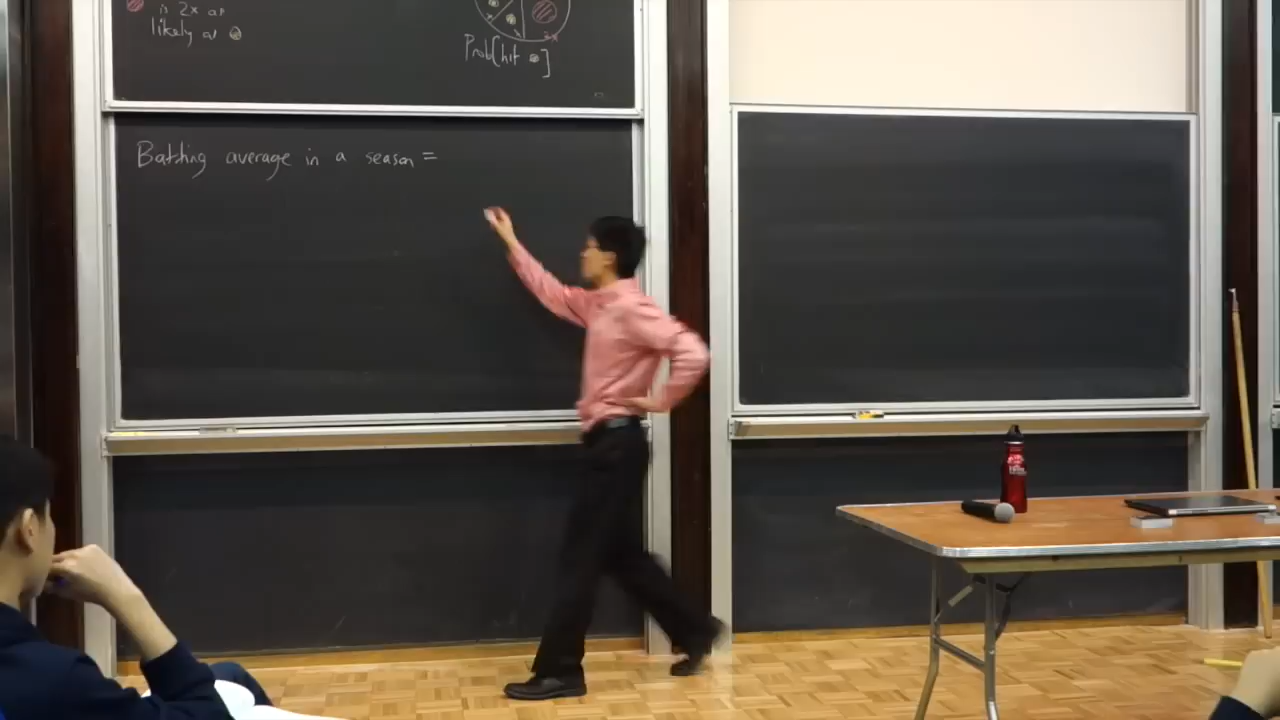 is 2x as
likely as
Prob[hit ]
Batting average in a season =